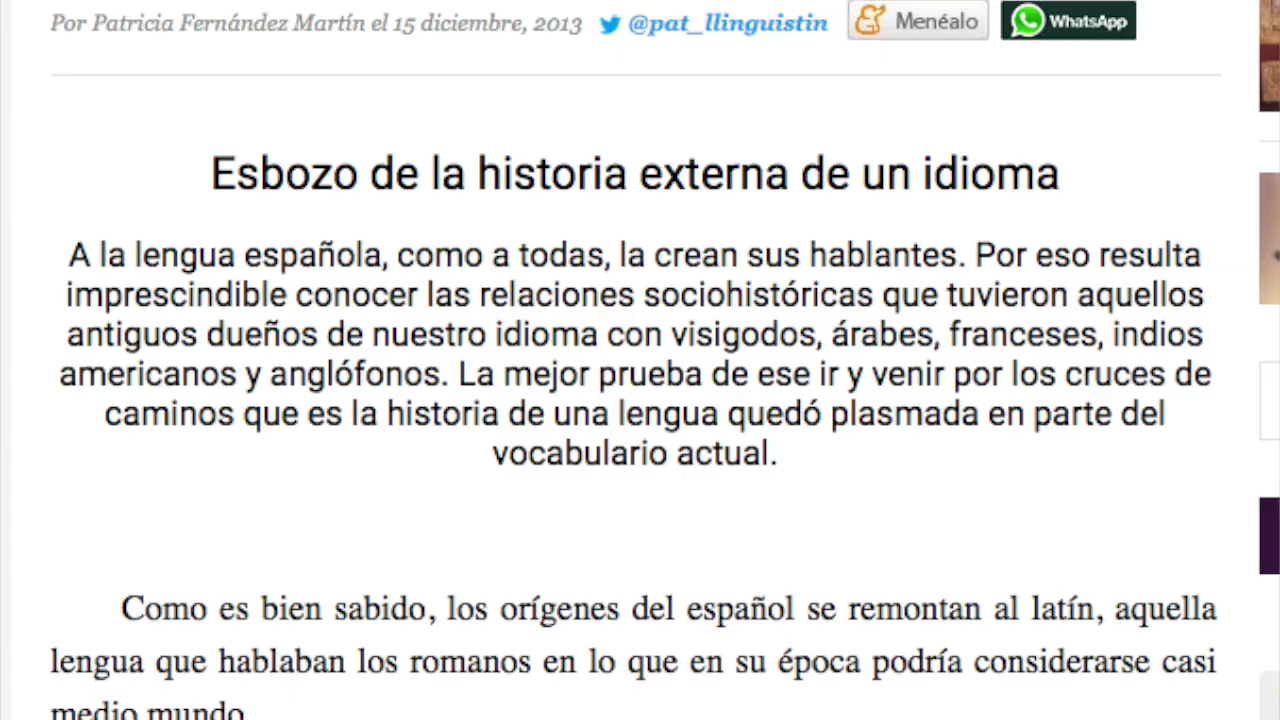 Por Patricia Fernández Martín el 15 diciembre, 2013 @pat_llinguistin Menéalo WhatsApp
Esbozo de la historia externa de un idioma
A la lengua española, como a todas, la crean sus hablantes. Por eso resulta
imprescindible conocer las relaciones sociohistóricas que tuvieron aquellos
antiguos dueños de nuestro idioma con visigodos, árabes, franceses, indios
americanos y anglófonos. La mejor prueba de ese ir y venir por los cruces de
caminos que es la historia de una lengua quedó plasmada en parte del
vocabulario actual.
Como es bien sabido, los orígenes del español se remontan al latín, aquella
lengua que hablaban los romanos en lo que en su época podría considerarse casi
medio mundo.